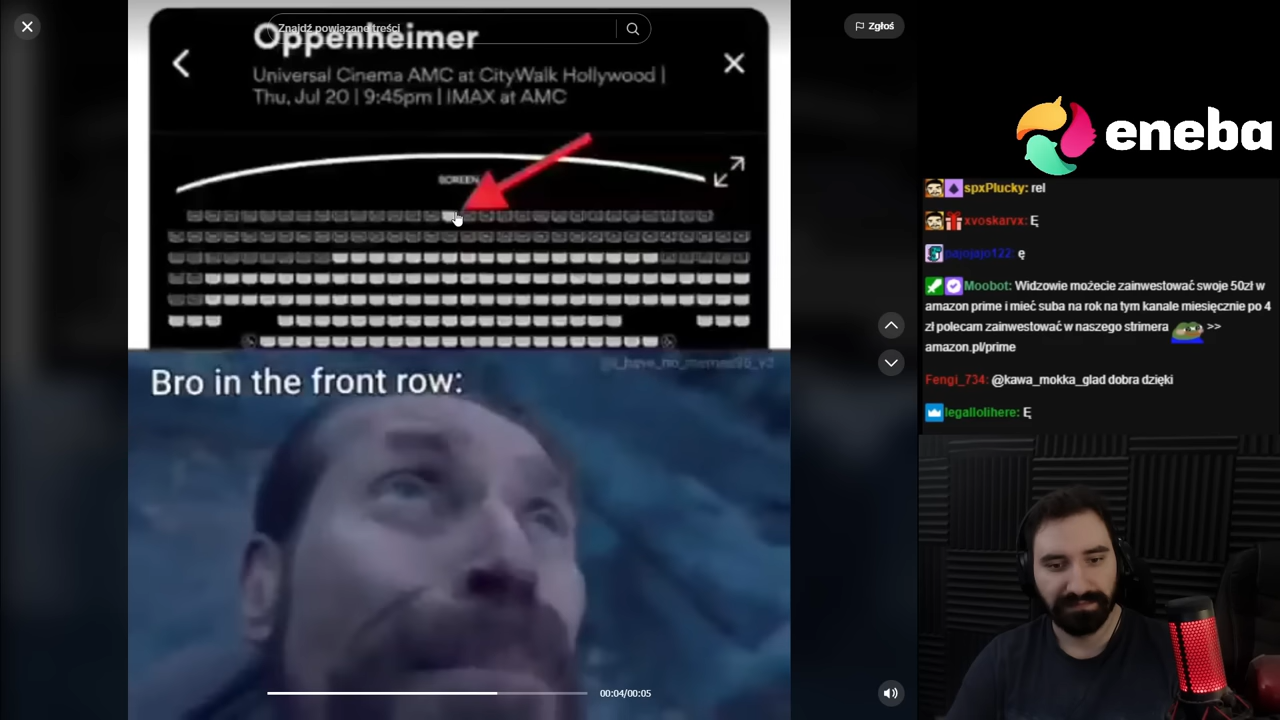 Znajdź powiązane treści
Zgłoś
Oppenheimer
Universal Cinema AMC at CityWalk Hollywood |
Thu, Jul 20 | 9:45pm | IMAX at AMC
SCREEN
@i_have_no_memes96_v2
Bro in the front row:
00:04/00:05
eneba
spxPlucky: rel
xvoskarvx: Ę
pajojajo122: ę
Moobot: Widzowie możecie zainwestować swoje 50zł w
amazon prime i mieć suba na rok na tym kanale miesięcznie po 4
zł polecam zainwestować w naszego strimera >>
amazon.pl/prime
Fengi_734: @kawa_mokka_glad dobra dzięki
legallolihere: Ę